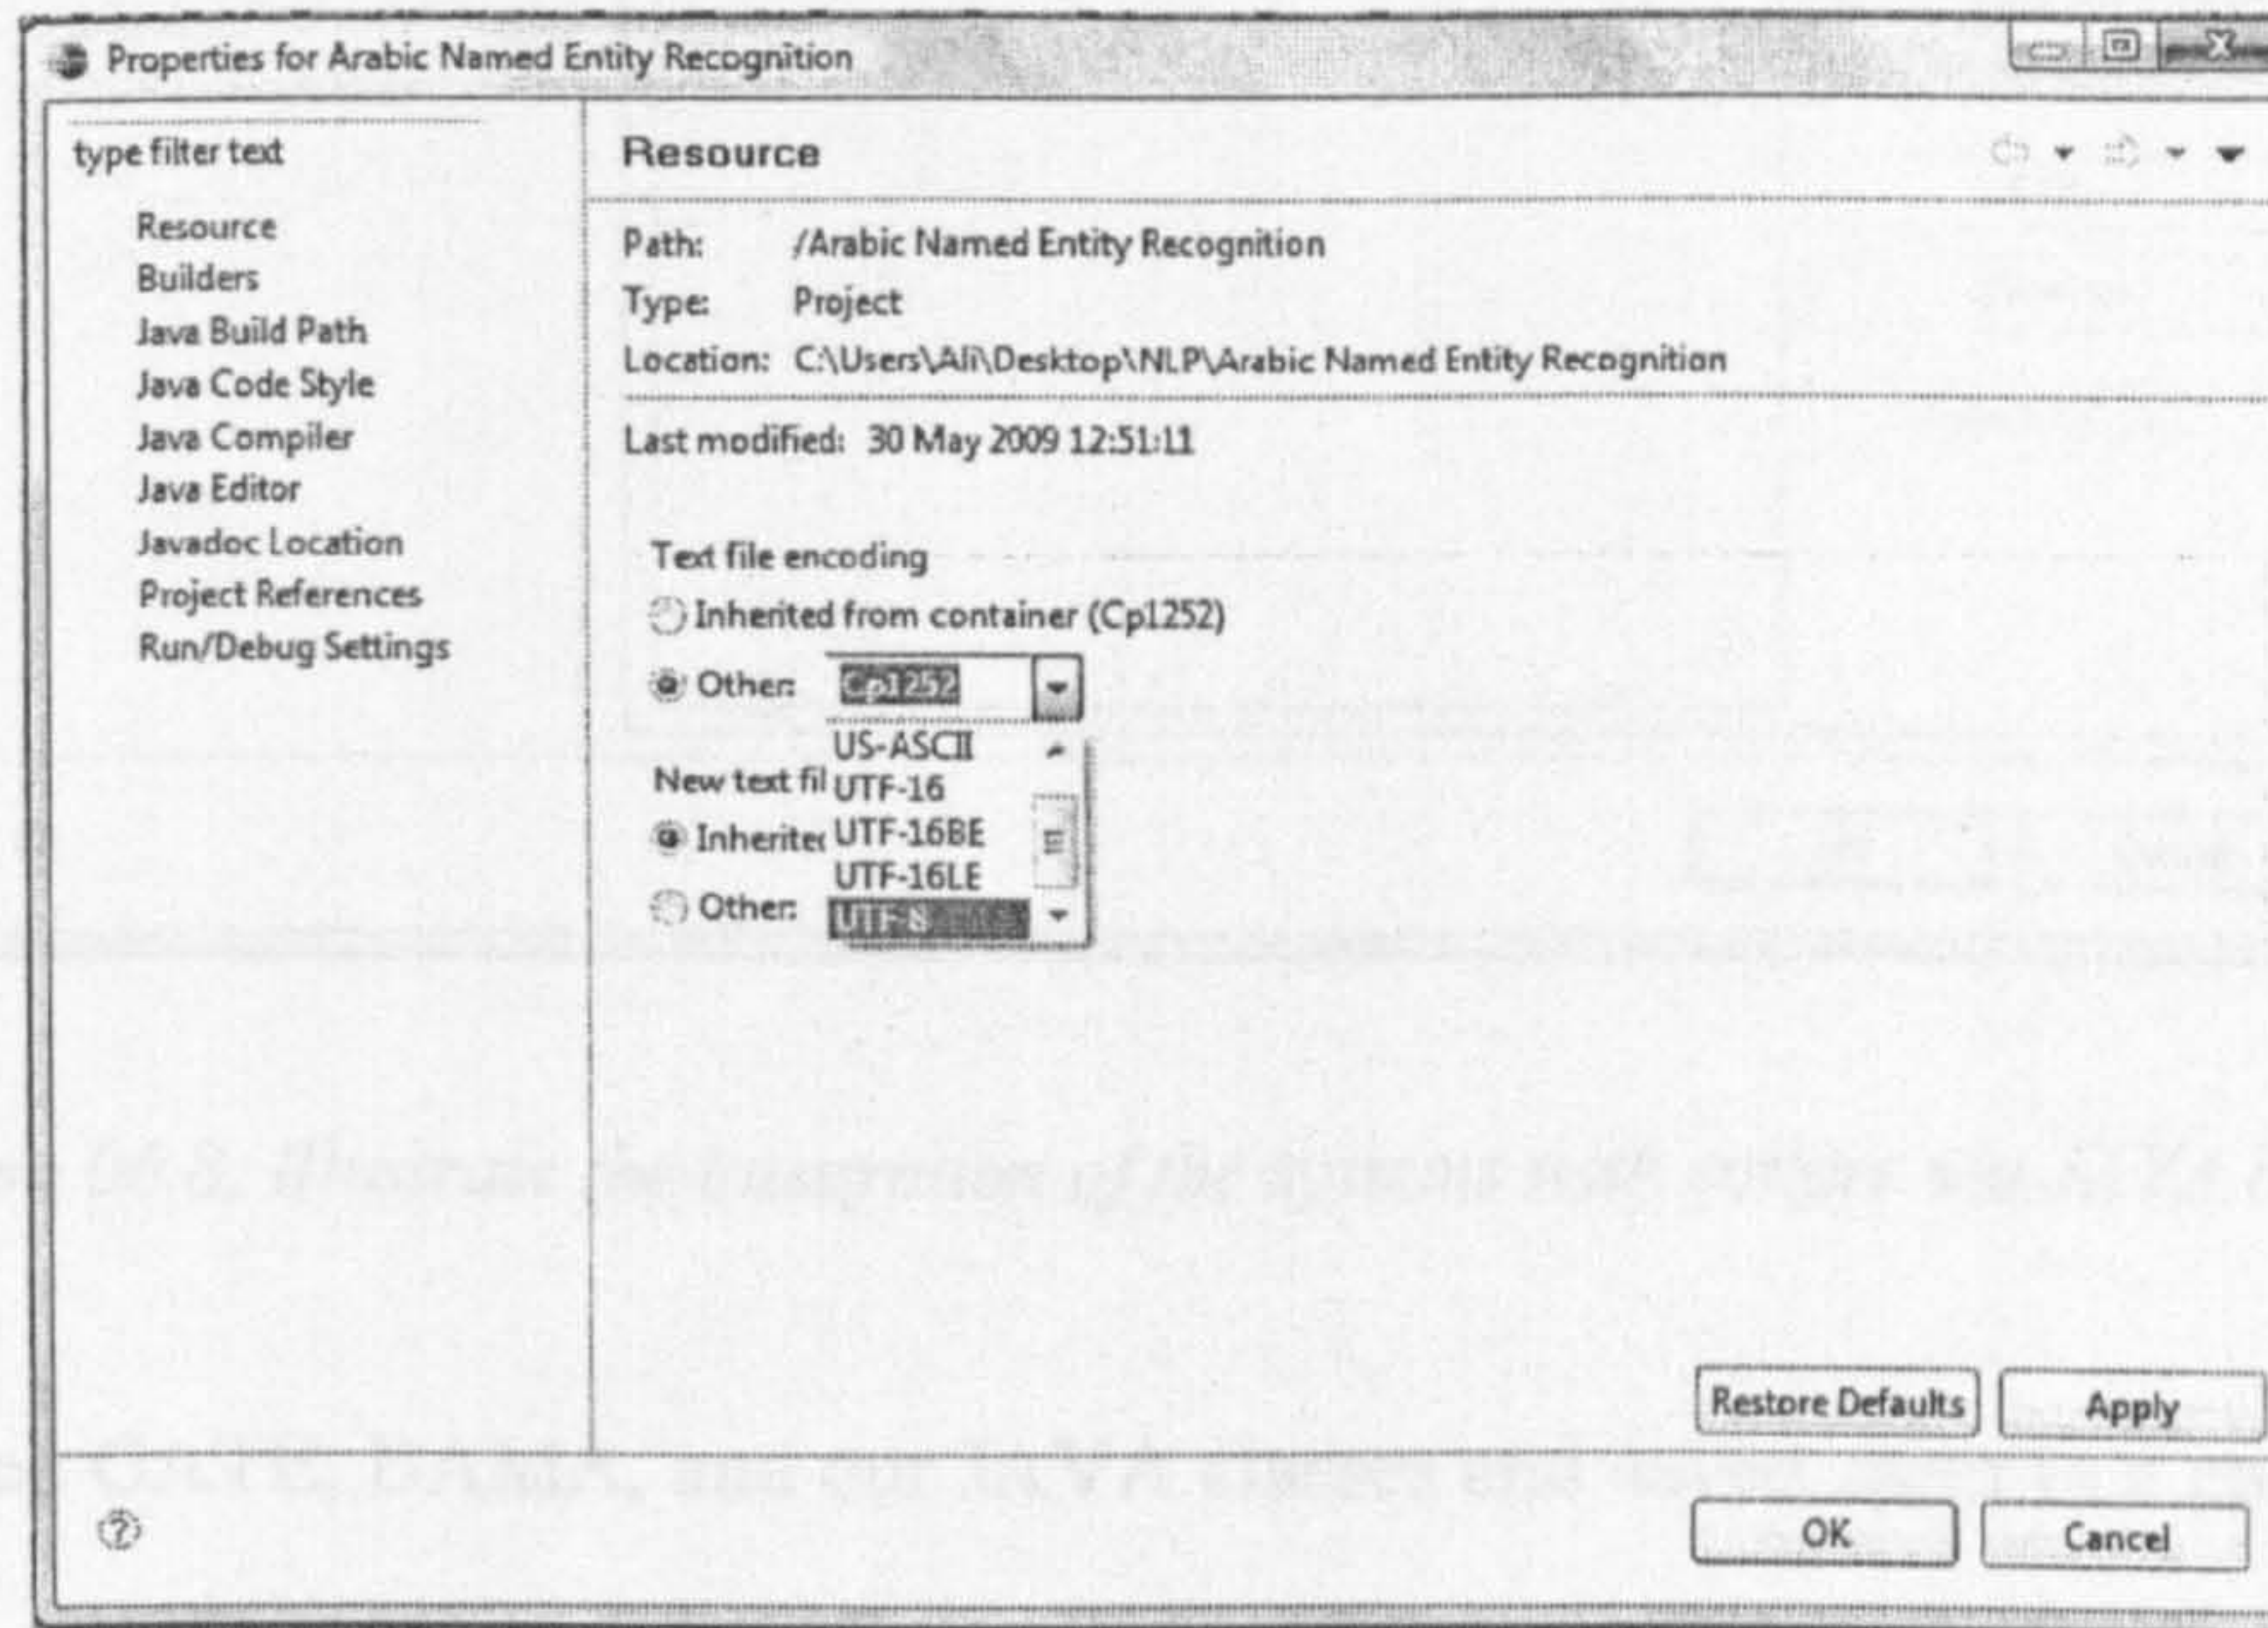 Properties for Arabic Named Entity Recognition
type filter text
Resource
Builders
Java Build Path
Java Code Style
Java Compiler
Java Editor
Javadoc Location
Project References
Run/Debug Settings
Resource
Path: /Arabic Named Entity Recognition
Type: Project
Location: C:\Users\Ali\Desktop\NLP\Arabic Named Entity Recognition
Last modified: 30 May 2009 12:51:11
Text file encoding
Inherited from container (Cp1252)
Other: Cp1252
US-ASCII
UTF-16
UTF-16BE
UTF-16LE
UTF-8
New text fil
Inherited
Other:
Restore Defaults
Apply
?
OK
Cancel